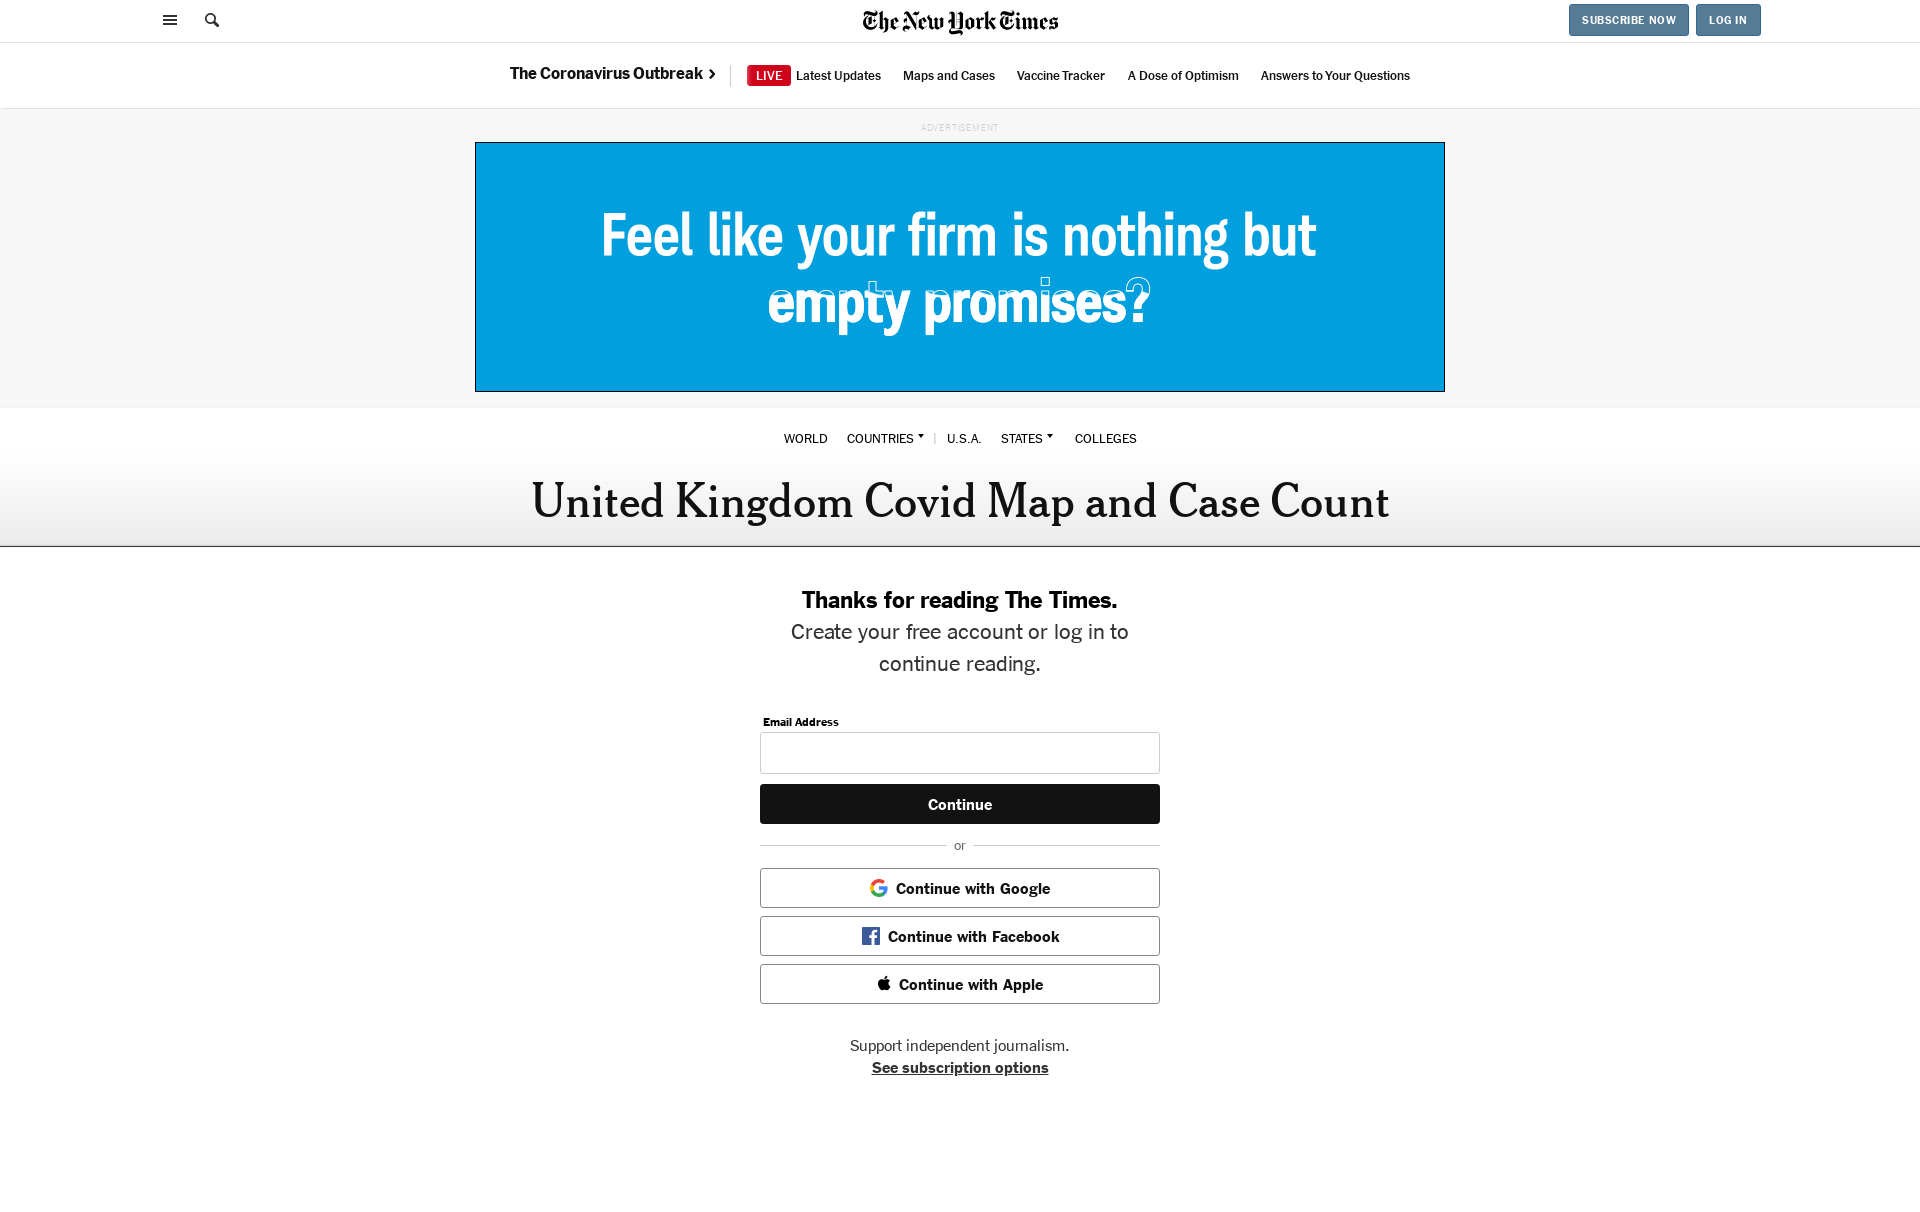 The New York Times
SUBSCRIBE NOW
LOG IN
The Coronavirus Outbreak
LIVE Latest Updates
Maps and Cases
Vaccine Tracker
A Dose of Optimism
Answers to Your Questions
ADVERTISEMENT
Feel like your firm is nothing but
empty promises?
WORLD COUNTRIES | U.S.A. STATES COLLEGES
United Kingdom Covid Map and Case Count
Thanks for reading The Times.
Create your free account or log in to
continue reading.
Email Address
Continue
or
Continue with Google
Continue with Facebook
Continue with Apple
Support independent journalism.
See subscription options